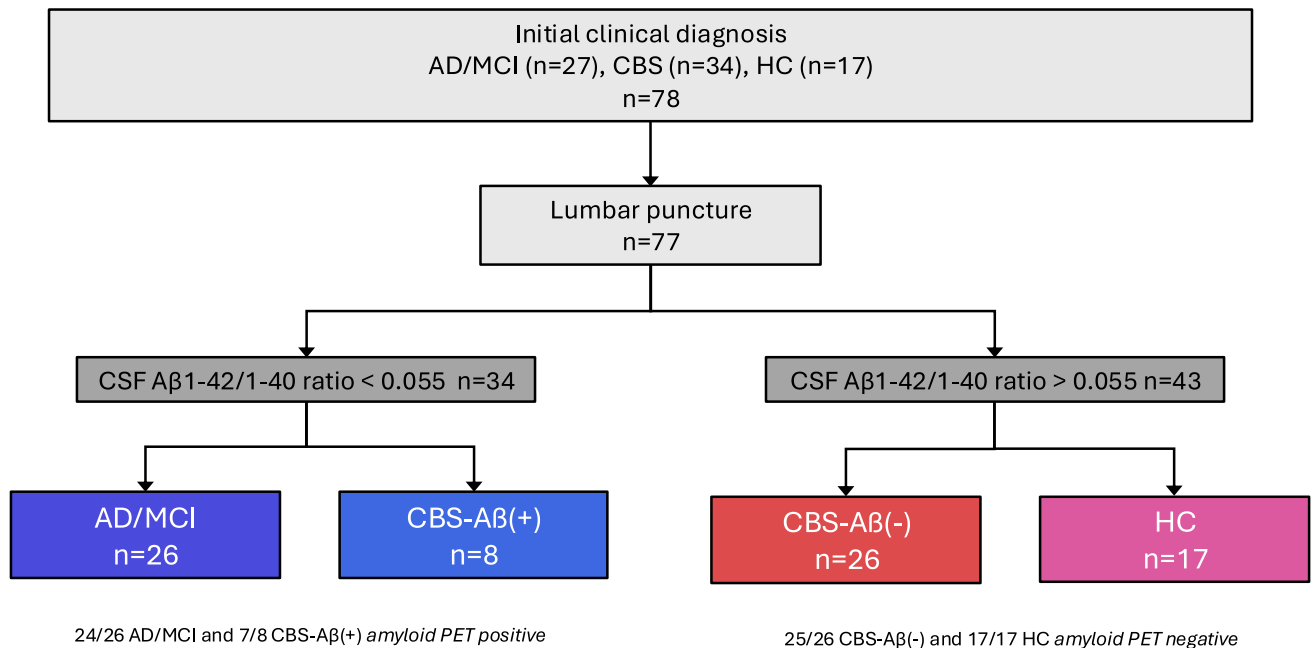 Initial clinical diagnosis
AD/MCI (n=27), CBS (n=34), HC (n=17)
n=78
Lumbar puncture
n=77
CSF Aβ1-42/1-40 ratio < 0.055 n=34
CSF Aβ1-42/1-40 ratio > 0.055 n=43
AD/MCI
n=26
CBS-Aβ(+)
n=8
CBS-Aβ(-)
n=26
HC
n=17
24/26 AD/MCI and 7/8 CBS-Aβ(+) amyloid PET positive
25/26 CBS-Aβ(-) and 17/17 HC amyloid PET negative